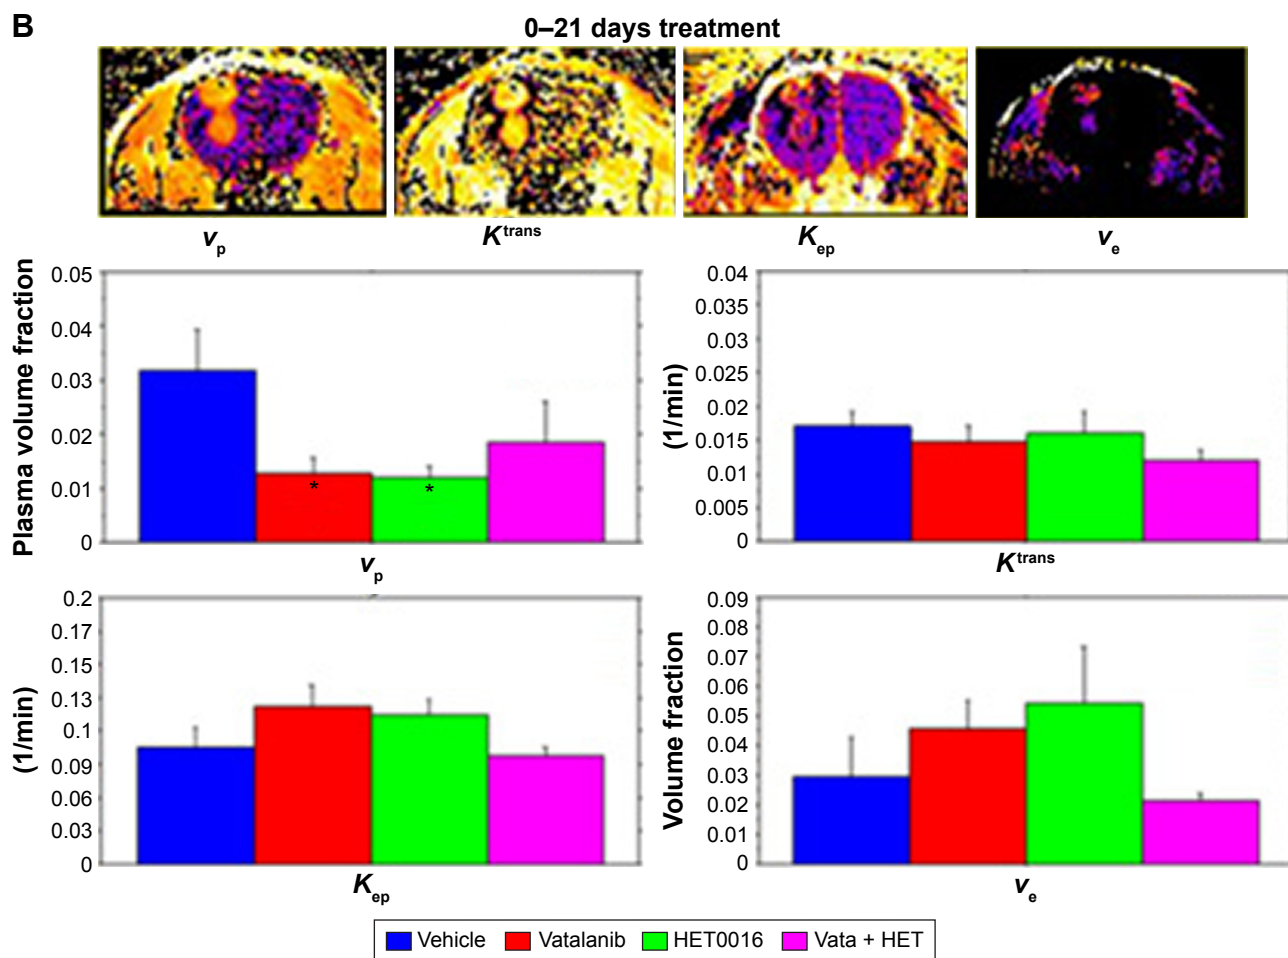 B
0–21 days treatment
vp
Ktrans
Kep
ve
Plasma volume fraction
0.05
0.04
0.03
0.02
0.01
0
*
*
vp
(1/min)
0.04
0.035
0.03
0.025
0.02
0.015
0.01
0.005
0
Ktrans
(1/min)
0.2
0.17
0.15
0.13
0.1
0.09
0.06
0.03
0
Kep
Volume fraction
0.09
0.08
0.07
0.06
0.05
0.04
0.03
0.02
0.01
0
ve
Vehicle Vatalanib HET0016 Vata + HET